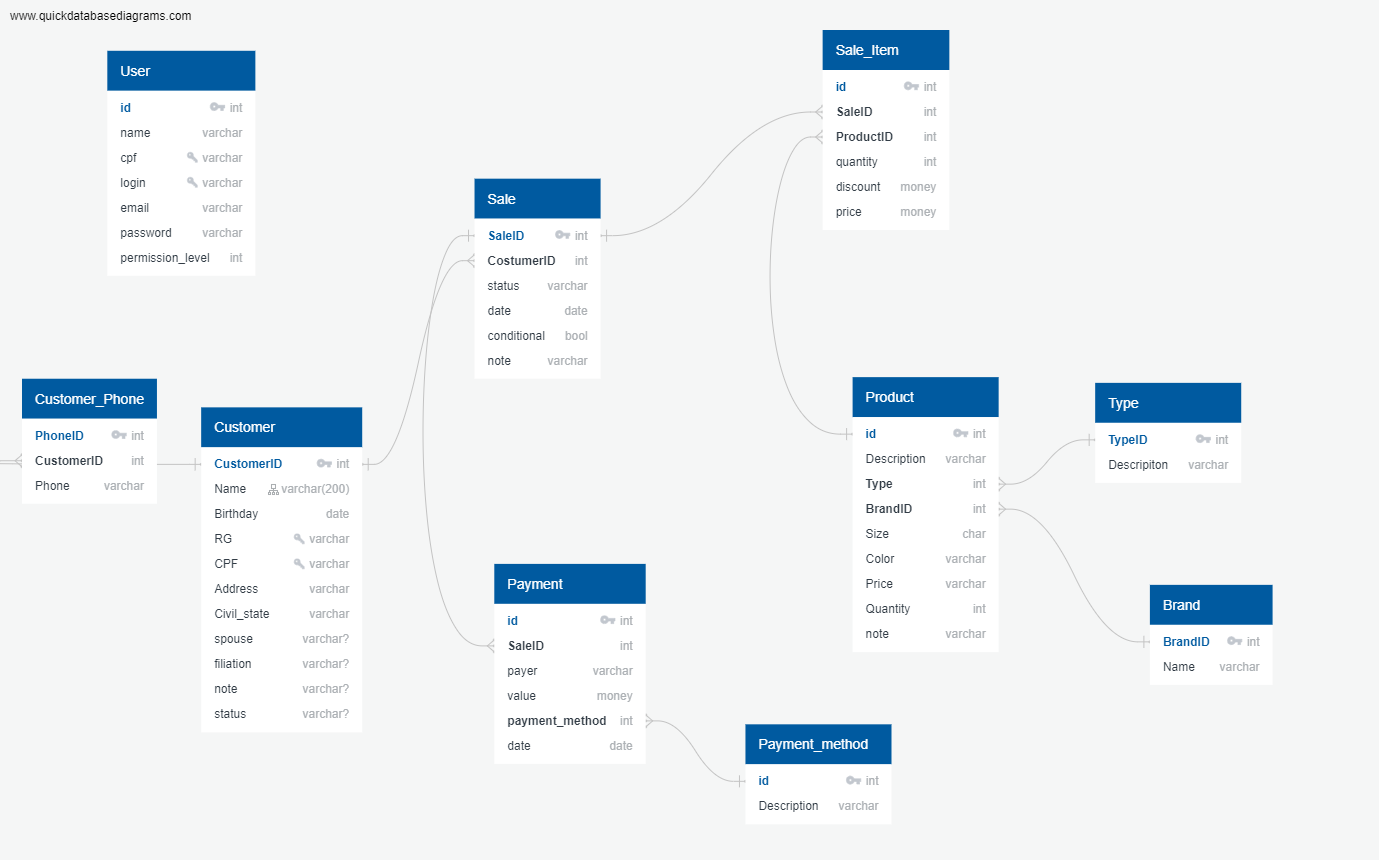 www.quickdatabasediagrams.com
User
id int
name varchar
cpf varchar
login varchar
email varchar
password varchar
permission_level int
Sale_Item
id int
SaleID int
ProductID int
quantity int
discount money
price money
Sale
SaleID int
CostumerID int
status varchar
date date
conditional bool
note varchar
Customer_Phone
PhoneID int
CustomerID int
Phone varchar
Customer
CustomerID int
Name varchar(200)
Birthday date
RG varchar
CPF varchar
Address varchar
Civil_state varchar
spouse varchar?
filiation varchar?
note varchar?
status varchar?
Product
id int
Description varchar
Type int
BrandID int
Size char
Color varchar
Price varchar
Quantity int
note varchar
Type
TypeID int
Descripiton varchar
Payment
id int
SaleID int
payer varchar
value money
payment_method int
date date
Brand
BrandID int
Name varchar
Payment_method
id int
Description varchar